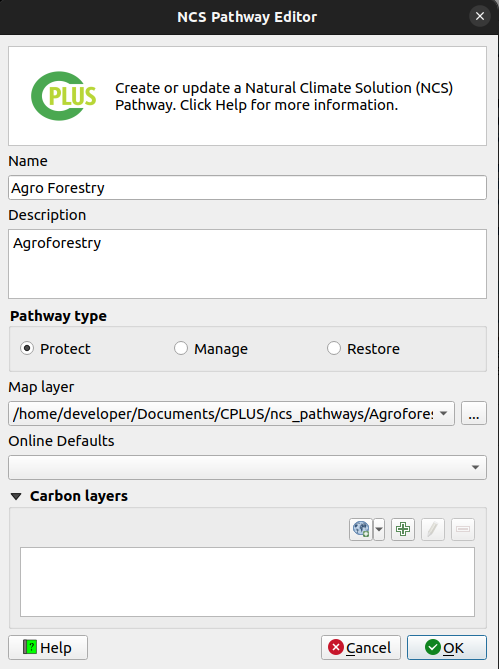 NCS Pathway Editor
CPLUS
Create or update a Natural Climate Solution (NCS)
Pathway. Click Help for more information.
Name
Agro Forestry
Description
Agroforestry
Pathway type
Protect Manage Restore
Map layer
/home/developer/Documents/CPLUS/ncs_pathways/Agrofores ...
Online Defaults
Carbon layers
Help Cancel OK